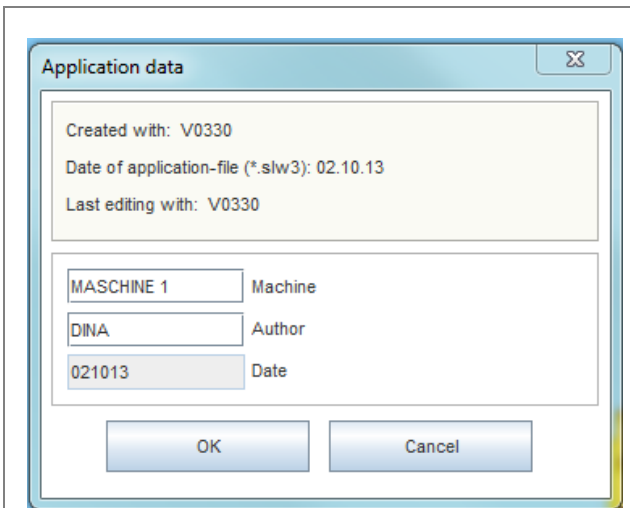 Application data
Created with: V0330
Date of application-file (*.slw3): 02.10.13
Last editing with: V0330
MASCHINE 1 Machine
DINA Author
021013 Date
OK Cancel